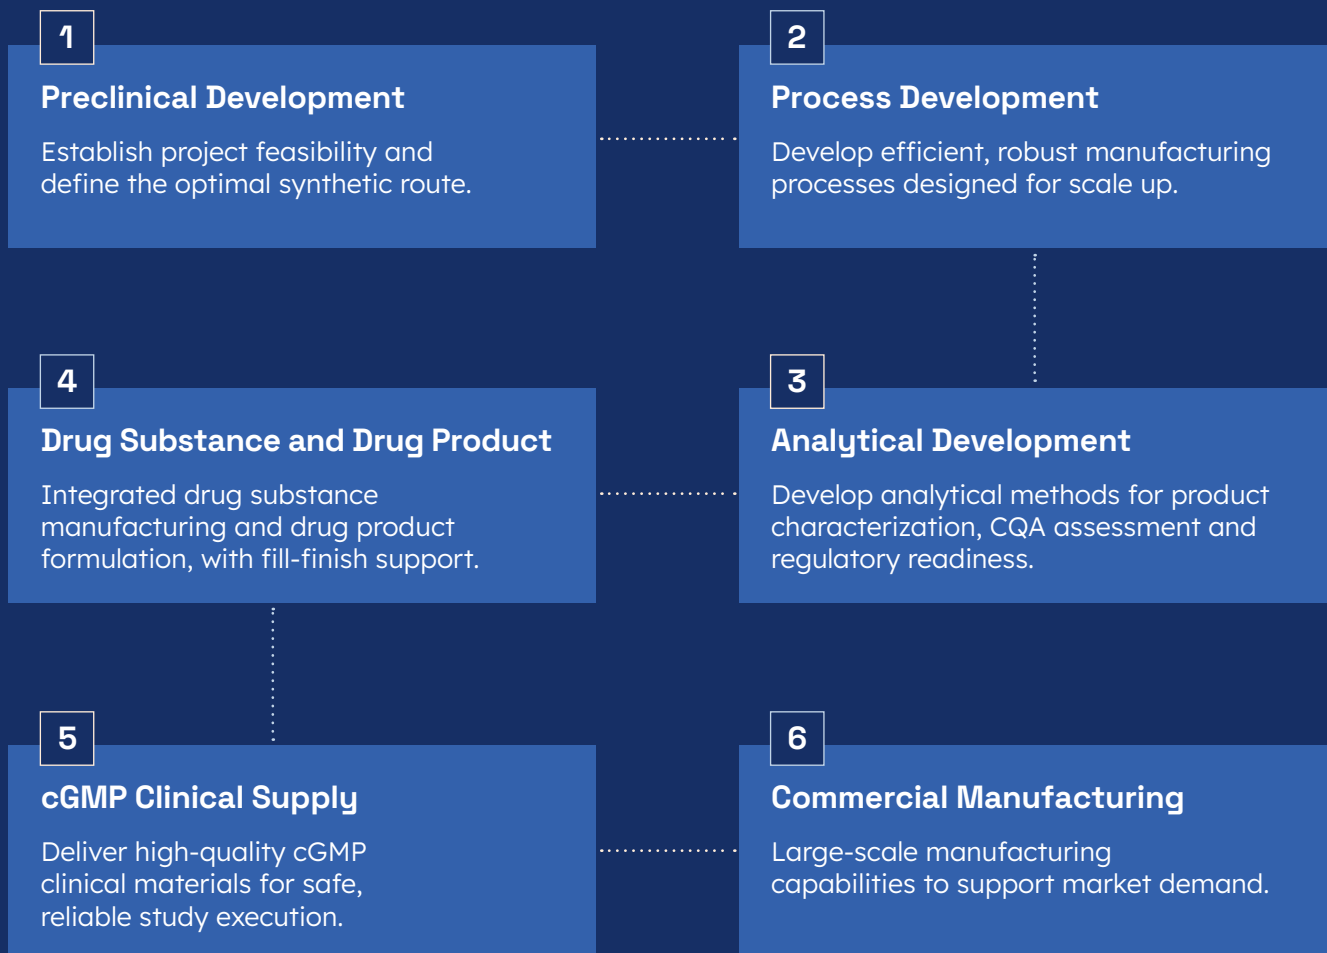 1
Preclinical Development
Establish project feasibility and
define the optimal synthetic route.
2
Process Development
Develop efficient, robust manufacturing
processes designed for scale up.
3
Analytical Development
Develop analytical methods for product
characterization, CQA assessment and
regulatory readiness.
4
Drug Substance and Drug Product
Integrated drug substance
manufacturing and drug product
formulation, with fill-finish support.
5
cGMP Clinical Supply
Deliver high-quality cGMP
clinical materials for safe,
reliable study execution.
6
Commercial Manufacturing
Large-scale manufacturing
capabilities to support market demand.